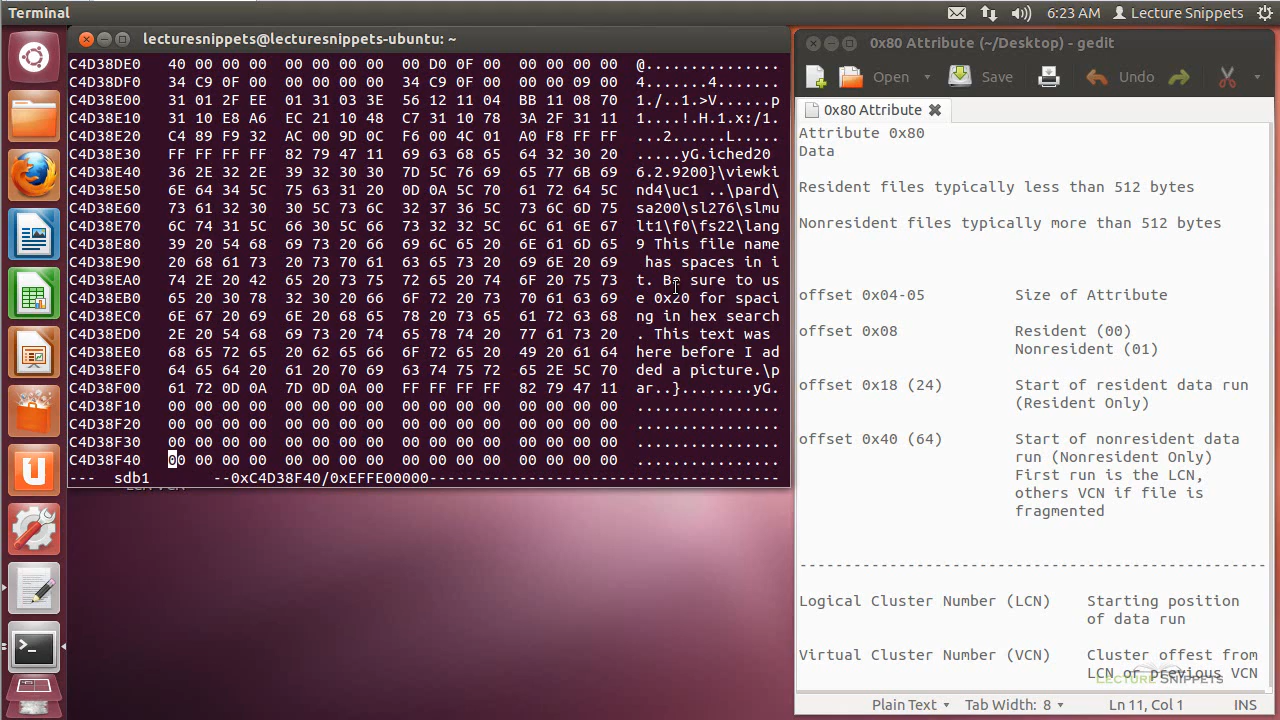 Terminal
6:23 AM Lecture Snippets
lecturesnippets@lecturesnippets-ubuntu: ~
C4D38DE0 40 00 00 00 00 00 00 00 00 D0 0F 00 00 00 00 00 @...............
C4D38DF0 34 C9 0F 00 00 00 00 00 34 C9 0F 00 00 00 09 00 4.......4.......
C4D38E00 31 01 2F EE 01 31 03 3E 56 12 11 04 BB 11 08 70 1./..1.>V......p
C4D38E10 31 10 E8 A6 EC 21 10 48 C7 31 10 78 3A 2F 31 11 1....!.H.1.x:/1.
C4D38E20 C4 89 F9 32 AC 00 9D 0C F6 00 4C 01 A0 F8 FF FF ...2......L.....
C4D38E30 FF FF FF FF 82 79 47 11 69 63 68 65 64 32 30 20 .....yG.iched20
C4D38E40 36 2E 32 2E 39 32 30 30 7D 5C 76 69 65 77 6B 69 6.2.9200}\viewki
C4D38E50 6E 64 34 5C 75 63 31 20 0D 0A 5C 70 61 72 64 5C nd4\uc1 ..\pard\
C4D38E60 73 61 32 30 30 5C 73 6C 32 37 36 5C 73 6C 6D 75 sa200\sl276\slmu
C4D38E70 6C 74 31 5C 66 30 5C 66 73 32 32 5C 6C 61 6E 67 lt1\f0\fs22\lang
C4D38E80 39 20 54 68 69 73 20 66 69 6C 65 20 6E 61 6D 65 9 This file name
C4D38E90 20 68 61 73 20 73 70 61 63 65 73 20 69 6E 20 69 has spaces in i
C4D38EA0 74 2E 20 42 65 20 73 75 72 65 20 74 6F 20 75 73 t. Be sure to us
C4D38EB0 65 20 30 78 32 30 20 66 6F 72 20 73 70 61 63 69 e 0x20 for spaci
C4D38EC0 6E 67 20 69 6E 20 68 65 78 20 73 65 61 72 63 68 ng in hex search
C4D38ED0 2E 20 54 68 69 73 20 74 65 78 74 20 77 61 73 20 . This text was
C4D38EE0 68 65 72 65 20 62 65 66 6F 72 65 20 49 20 61 64 here before I ad
C4D38EF0 64 65 64 20 61 20 70 69 63 74 75 72 65 2E 5C 70 ded a picture.\p
C4D38F00 61 72 0D 0A 7D 0D 0A 00 FF FF FF FF 82 79 47 11 ar..}........yG.
C4D38F10 00 00 00 00 00 00 00 00 00 00 00 00 00 00 00 00 ................
C4D38F20 00 00 00 00 00 00 00 00 00 00 00 00 00 00 00 00 ................
C4D38F30 00 00 00 00 00 00 00 00 00 00 00 00 00 00 00 00 ................
C4D38F40 00 00 00 00 00 00 00 00 00 00 00 00 00 00 00 00 ................
--- sdb1 --0xC4D38F40/0xEFFE00000--------------------------------------
0x80 Attribute (~/Desktop) - gedit
Open Save Undo
0x80 Attribute
Attribute 0x80
Data
Resident files typically less than 512 bytes
Nonresident files typically more than 512 bytes
offset 0x04-05 Size of Attribute
offset 0x08 Resident (00)
Nonresident (01)
offset 0x18 (24) Start of resident data run
(Resident Only)
offset 0x40 (64) Start of nonresident data
run (Nonresident Only)
First run is the LCN,
others VCN if file is
fragmented
--------------------------------------------------
Logical Cluster Number (LCN) Starting position
of data run
Virtual Cluster Number (VCN) Cluster offest from
LCN or previous VCN
LECTURE SNIPPETS
Plain Text Tab Width: 8 Ln 11, Col 1 INS